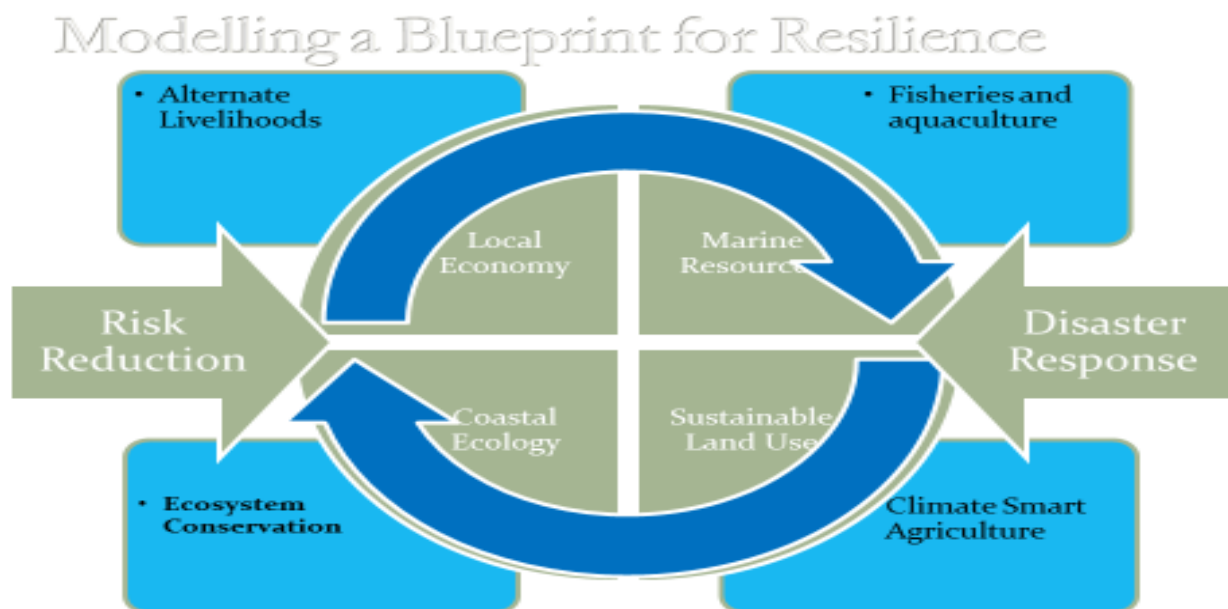 Modelling a Blueprint for Resilience
• Alternate
Livelihoods
• Fisheries and
aquaculture
Local
Economy
Marine
Resource
Risk
Reduction
Disaster
Response
Coastal
Ecology
Sustainable
Land Use
• Ecosystem
Conservation
Climate Smart
Agriculture